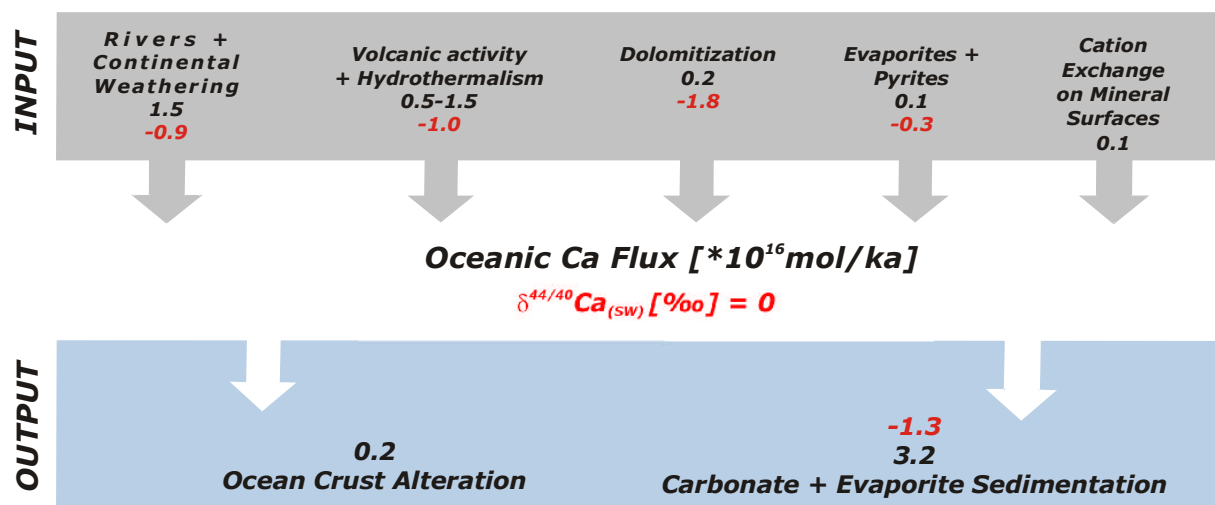 INPUT
Rivers +
Continental
Weathering
1.5
-0.9
Volcanic activity
+ Hydrothermalism
0.5-1.5
-1.0
Dolomitization
0.2
-1.8
Evaporites +
Pyrites
0.1
-0.3
Cation
Exchange
on Mineral
Surfaces
0.1
Oceanic Ca Flux [*10¹⁶mol/ka]
δ⁴⁴/⁴⁰Ca₍SW₎[‰] = 0
OUTPUT
0.2
Ocean Crust Alteration
-1.3
3.2
Carbonate + Evaporite Sedimentation